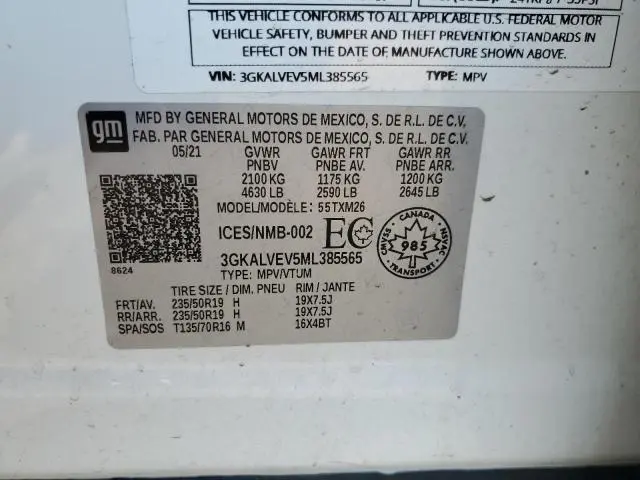 THIS VEHICLE CONFORMS TO ALL APPLICABLE U.S. FEDERAL MOTOR
VEHICLE SAFETY, BUMPER AND THEFT PREVENTION STANDARDS IN
EFFECT ON THE DATE OF MANUFACTURE SHOWN ABOVE.
VIN: 3GKALVEV5ML385565 TYPE: MPV
gm
MFD BY GENERAL MOTORS DE MEXICO, S. DE R.L. DE C.V.
FAB. PAR GENERAL MOTORS DE MEXICO, S. DE R.L. DE C.V.
05/21 GVWR GAWR FRT GAWR RR
PNBV PNBE AV. PNBE ARR.
2100 KG 1175 KG 1200 KG
4630 LB 2590 LB 2645 LB
MODEL/MODÈLE: 55TXM26
ICES/NMB-002 EC
CANADA
CMVSS 985 NSVAC
TRANSPORT
8624
3GKALVEV5ML385565
TYPE: MPV/VTUM
TIRE SIZE / DIM. PNEU RIM / JANTE
FRT/AV. 235/50R19 H 19X7.5J
RR/ARR. 235/50R19 H 19X7.5J
SPA/SOS T135/70R16 M 16X4BT